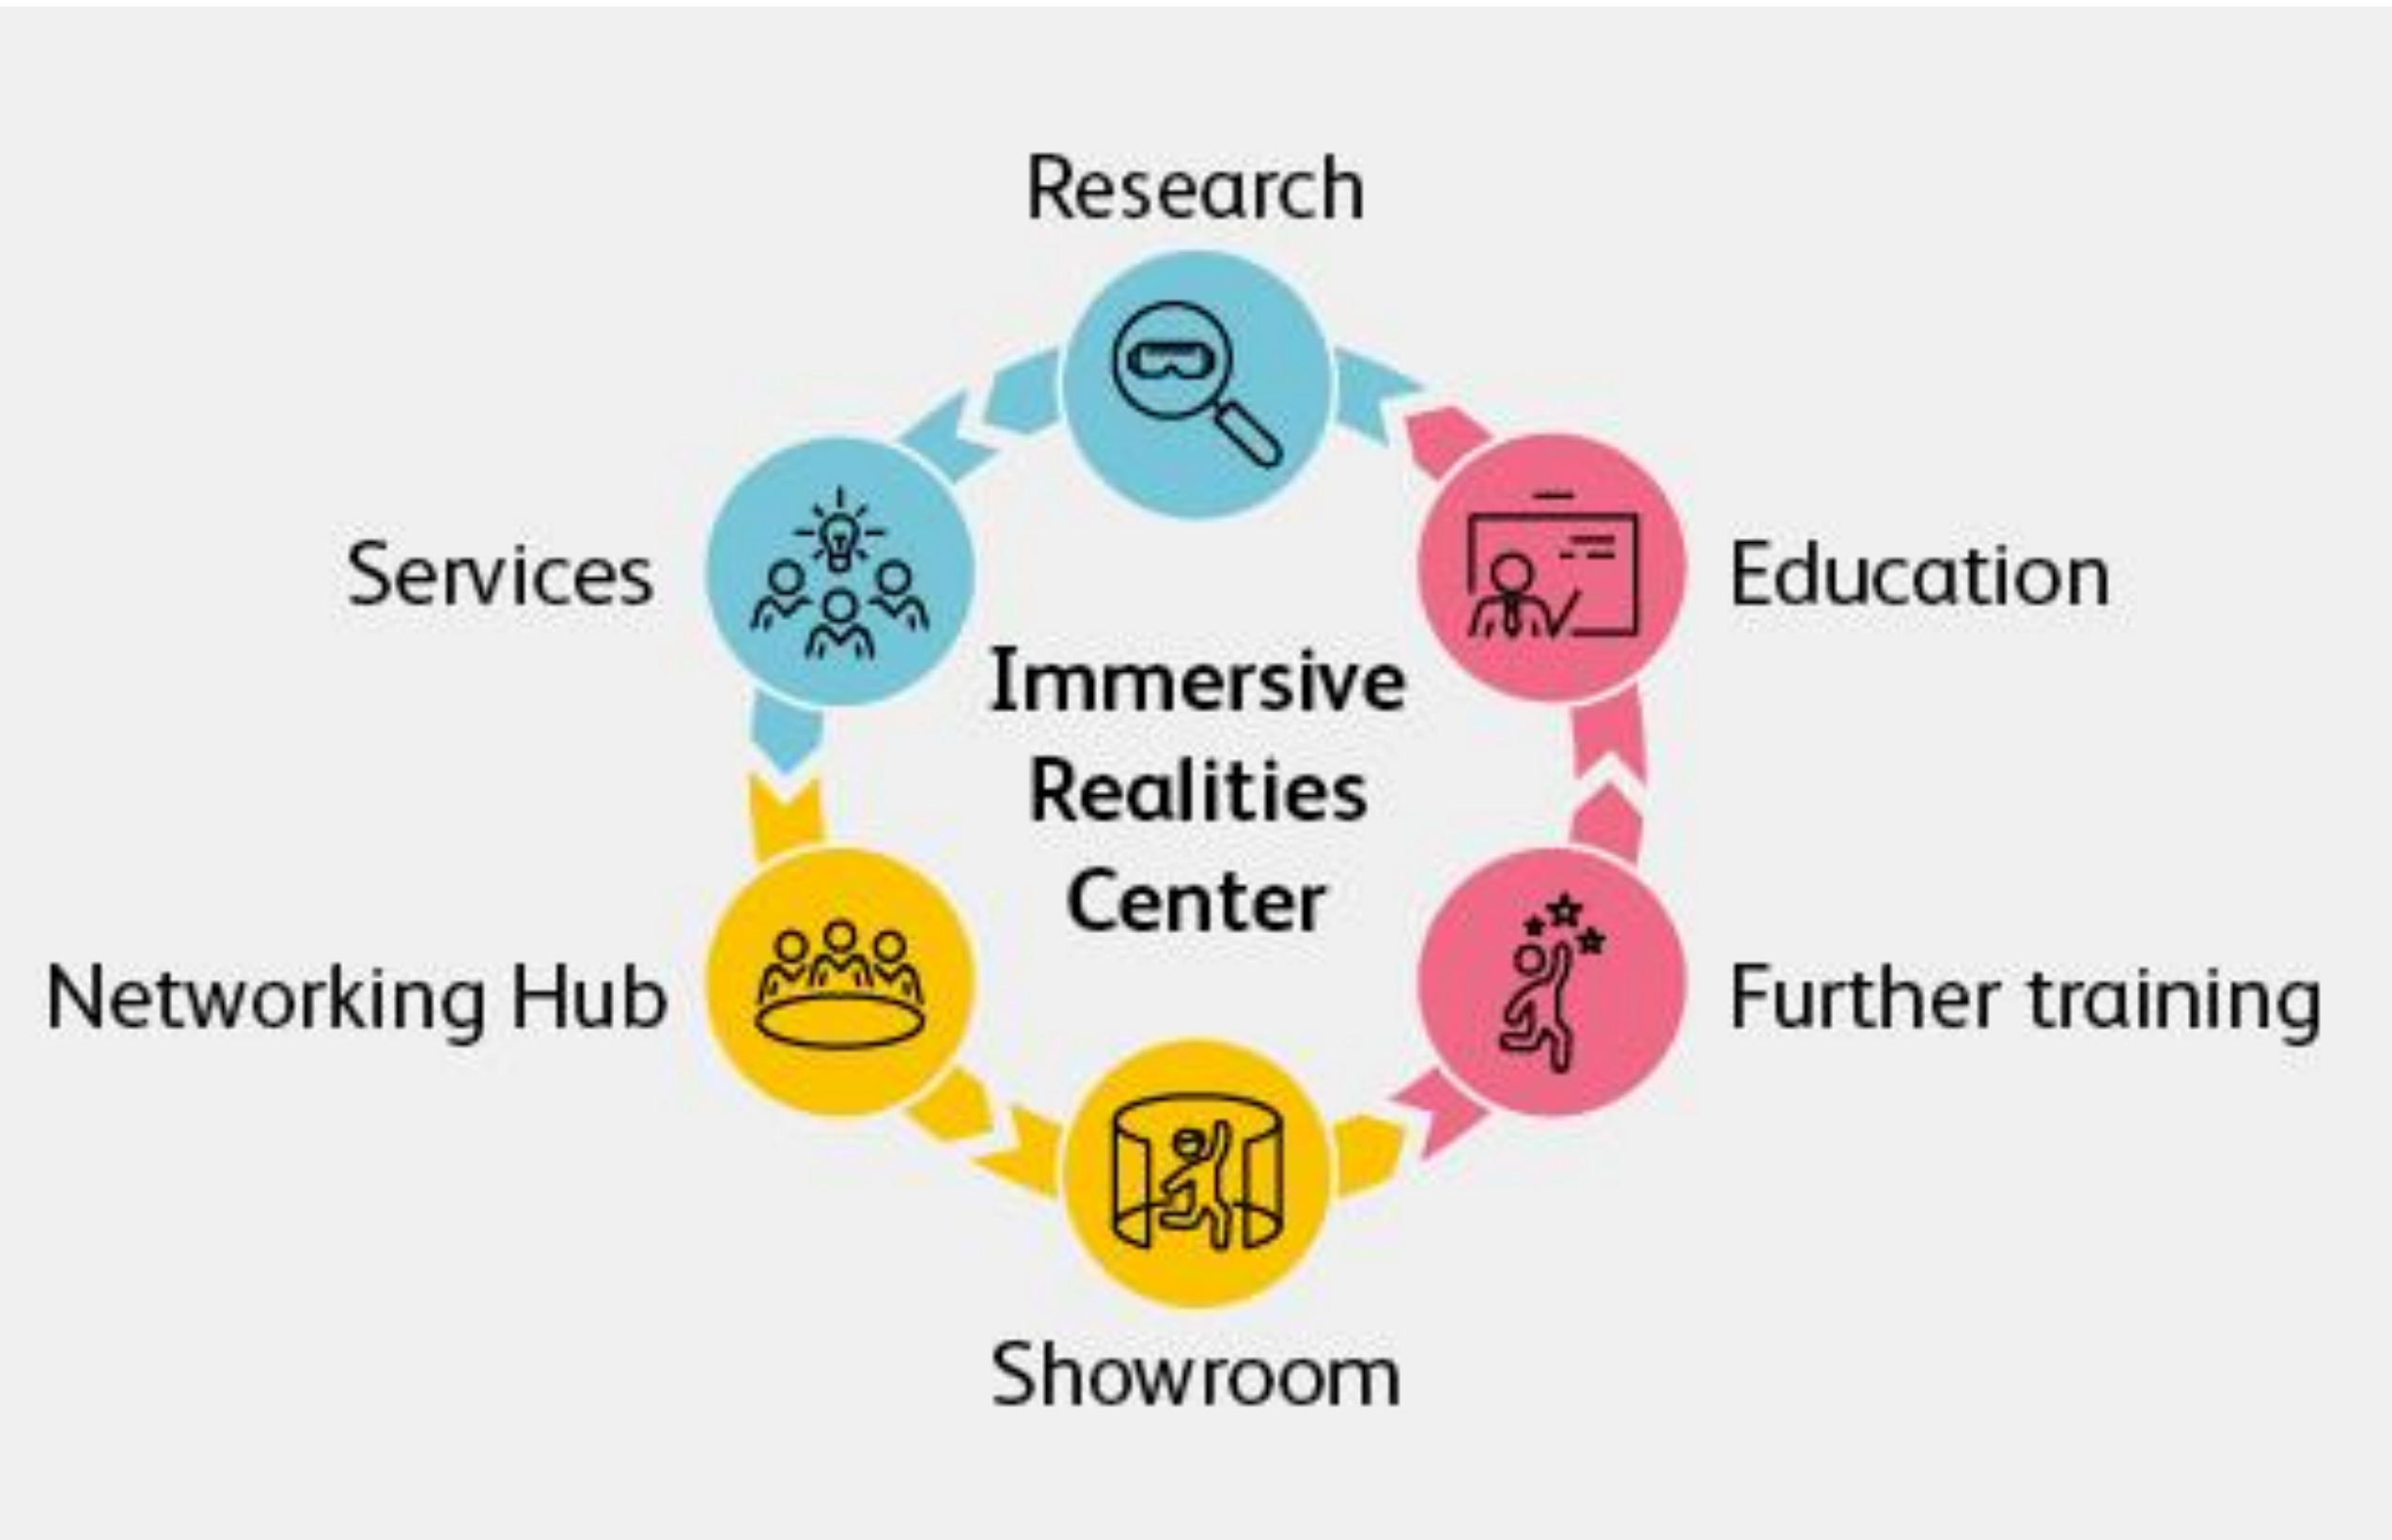 Research
Services
Education
Immersive
Realities
Center
Networking Hub
Further training
Showroom